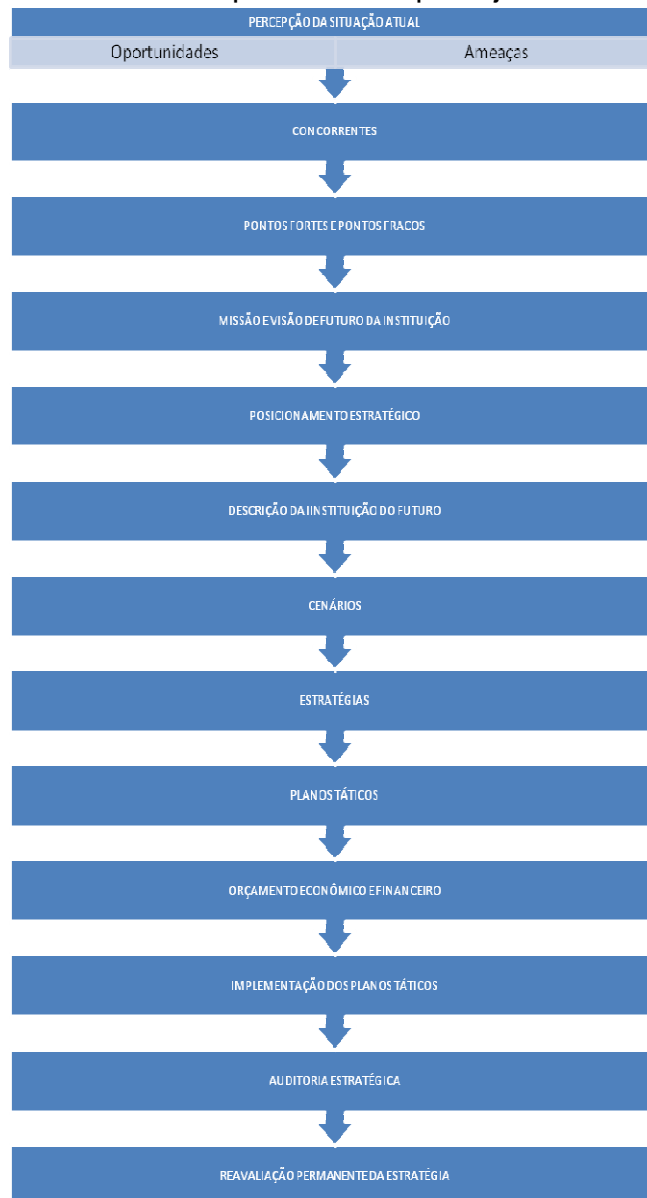 PERCEPÇÃO DA SITUAÇÃO ATUAL
Oportunidades Ameaças
CONCORRENTES
PONTOS FORTES E PONTOS FRACOS
MISSÃO E VISÃO DE FUTURO DA INSTITUIÇÃO
POSICIONAMENTO ESTRATÉGICO
DESCRIÇÃO DA IINSTITUIÇÃO DO FUTURO
CENÁRIOS
ESTRATÉGIAS
PLANOS TÁTICOS
ORÇAMENTO ECONÔMICO E FINANCEIRO
IMPLEMENTAÇÃO DOS PLANOS TÁTICOS
AUDITORIA ESTRATÉGICA
REAVALIAÇÃO PERMANENTE DA ESTRATÉGIA